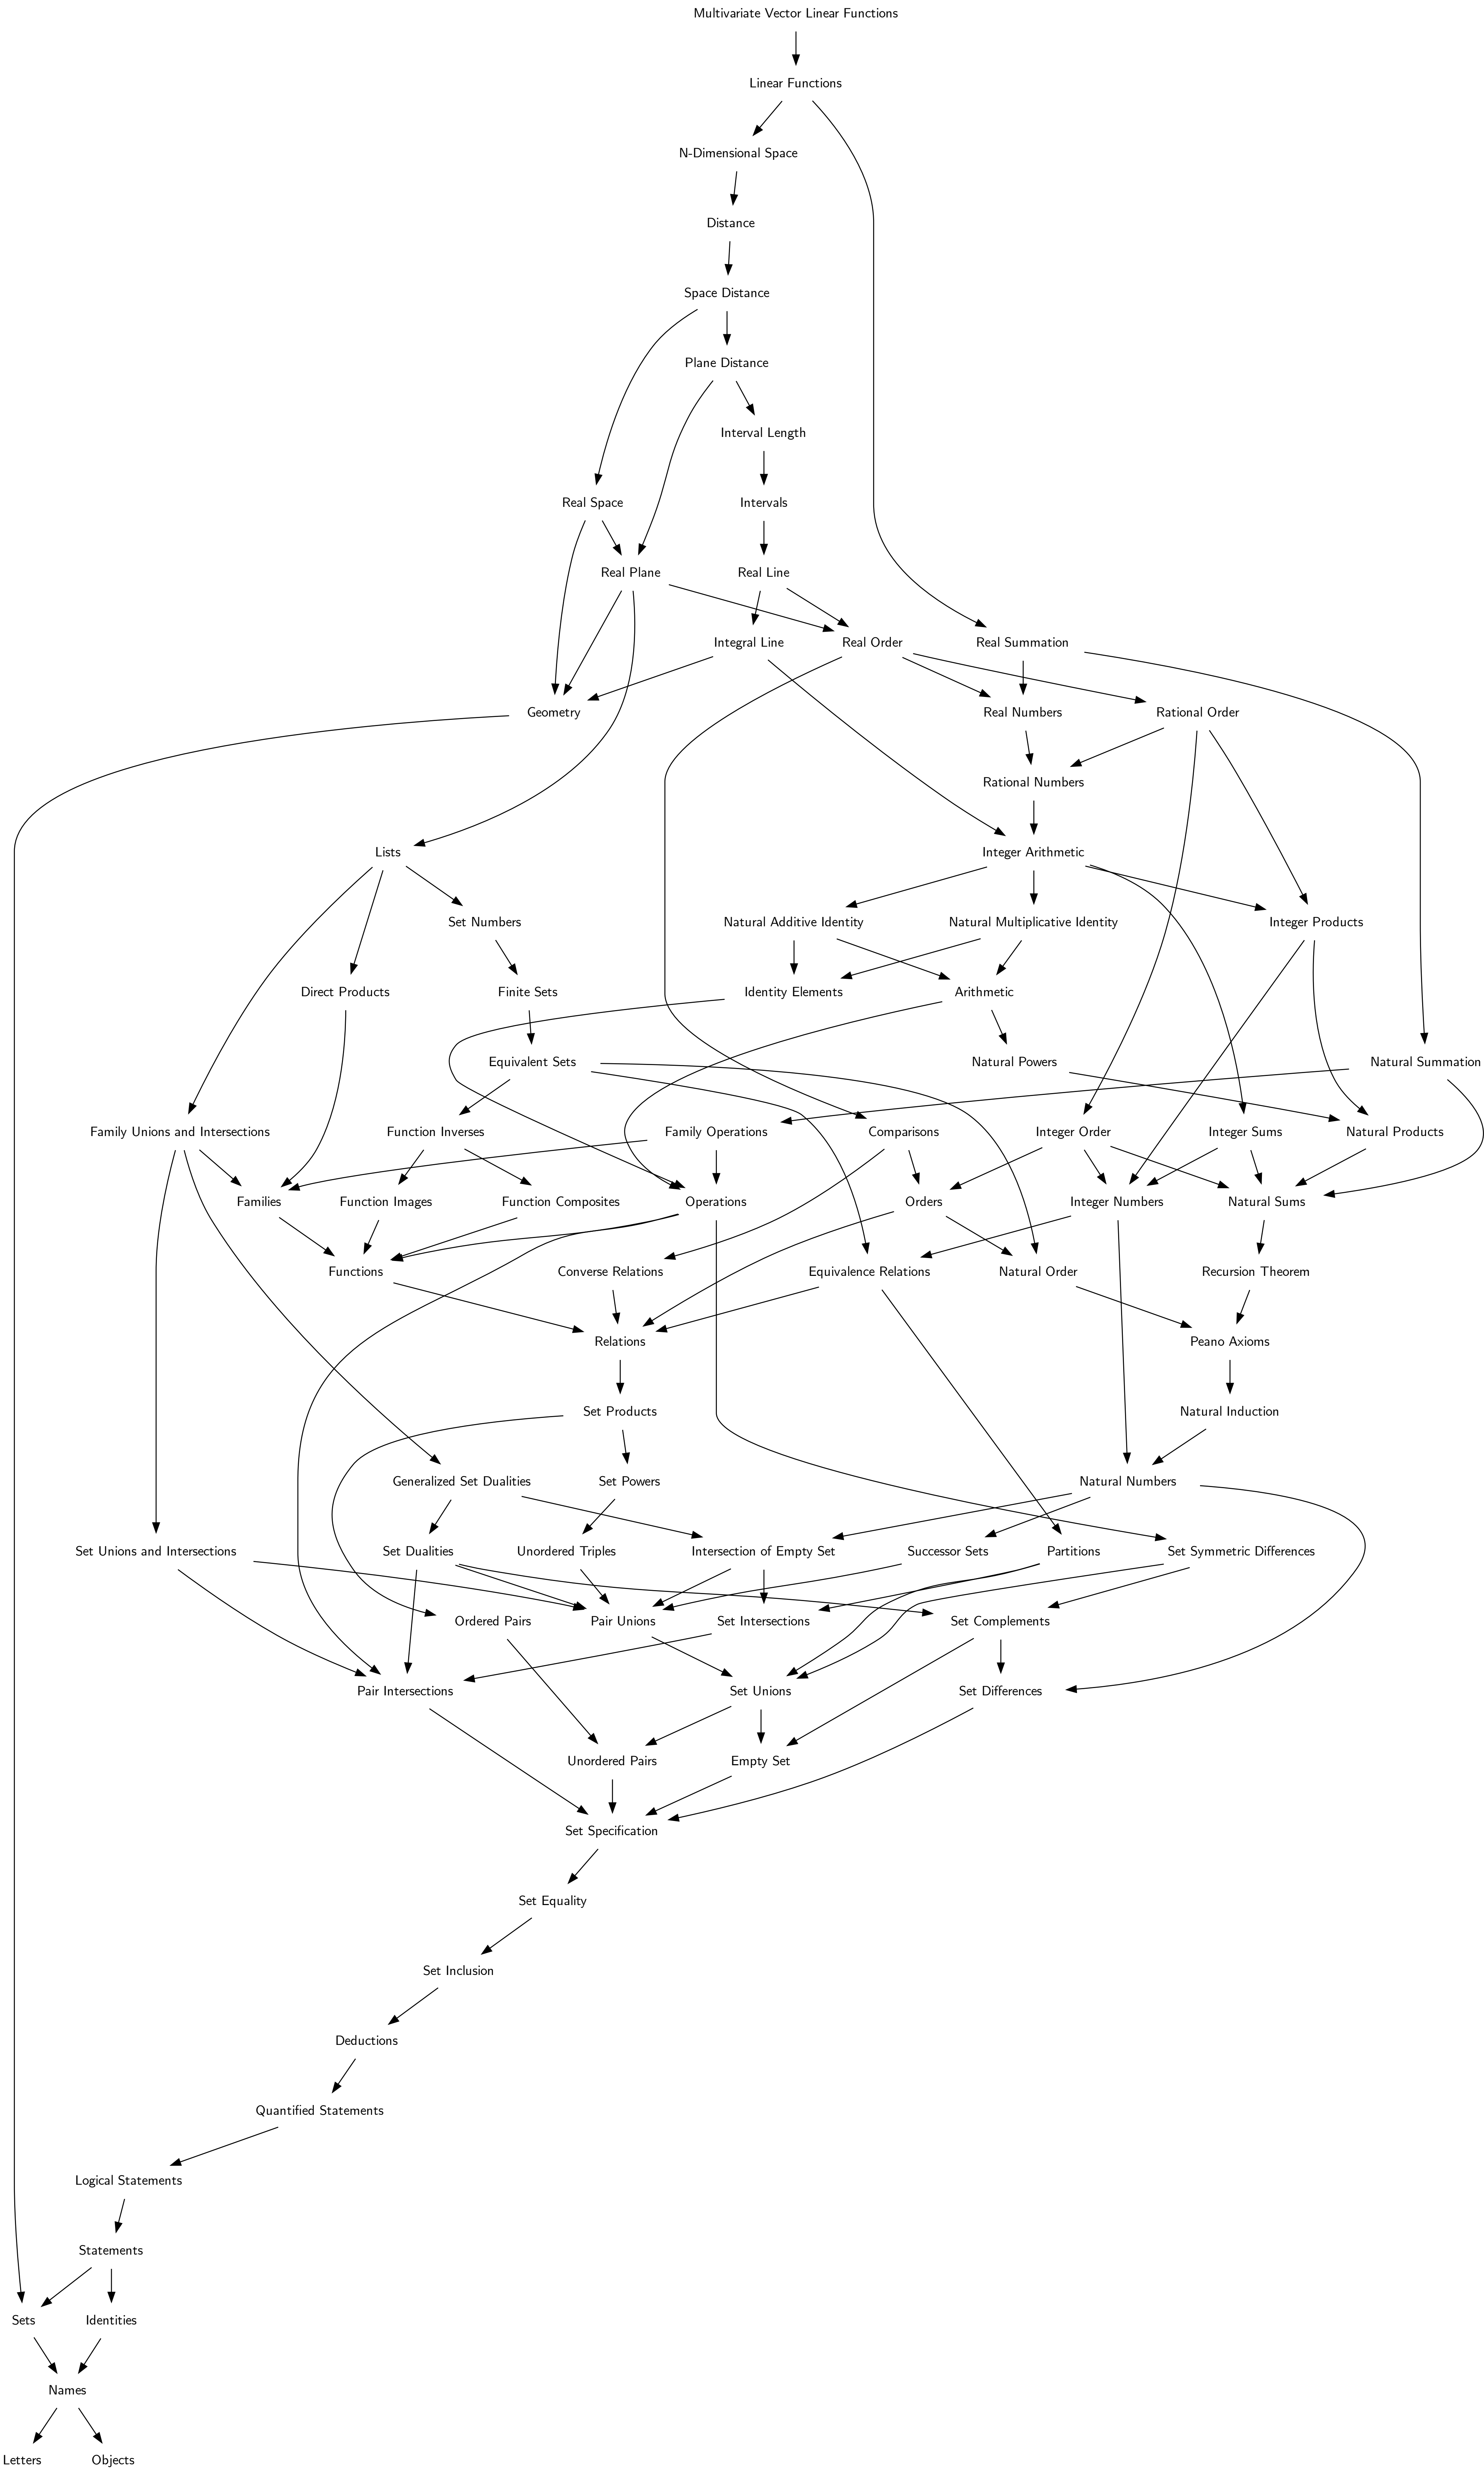 Multivariate Vector Linear Functions
Linear Functions
N-Dimensional Space
Distance
Space Distance
Plane Distance
Interval Length
Real Space
Intervals
Real Plane
Real Line
Integral Line
Real Order
Real Summation
Geometry
Real Numbers
Rational Order
Rational Numbers
Lists
Integer Arithmetic
Set Numbers
Natural Additive Identity
Natural Multiplicative Identity
Integer Products
Direct Products
Finite Sets
Identity Elements
Arithmetic
Equivalent Sets
Natural Powers
Natural Summation
Family Unions and Intersections
Function Inverses
Family Operations
Comparisons
Integer Order
Integer Sums
Natural Products
Families
Function Images
Function Composites
Operations
Orders
Integer Numbers
Natural Sums
Functions
Converse Relations
Equivalence Relations
Natural Order
Recursion Theorem
Relations
Peano Axioms
Set Products
Natural Induction
Generalized Set Dualities
Set Powers
Natural Numbers
Set Unions and Intersections
Set Dualities
Unordered Triples
Intersection of Empty Set
Successor Sets
Partitions
Set Symmetric Differences
Ordered Pairs
Pair Unions
Set Intersections
Set Complements
Pair Intersections
Set Unions
Set Differences
Unordered Pairs
Empty Set
Set Specification
Set Equality
Set Inclusion
Deductions
Quantified Statements
Logical Statements
Statements
Sets
Identities
Names
Letters
Objects